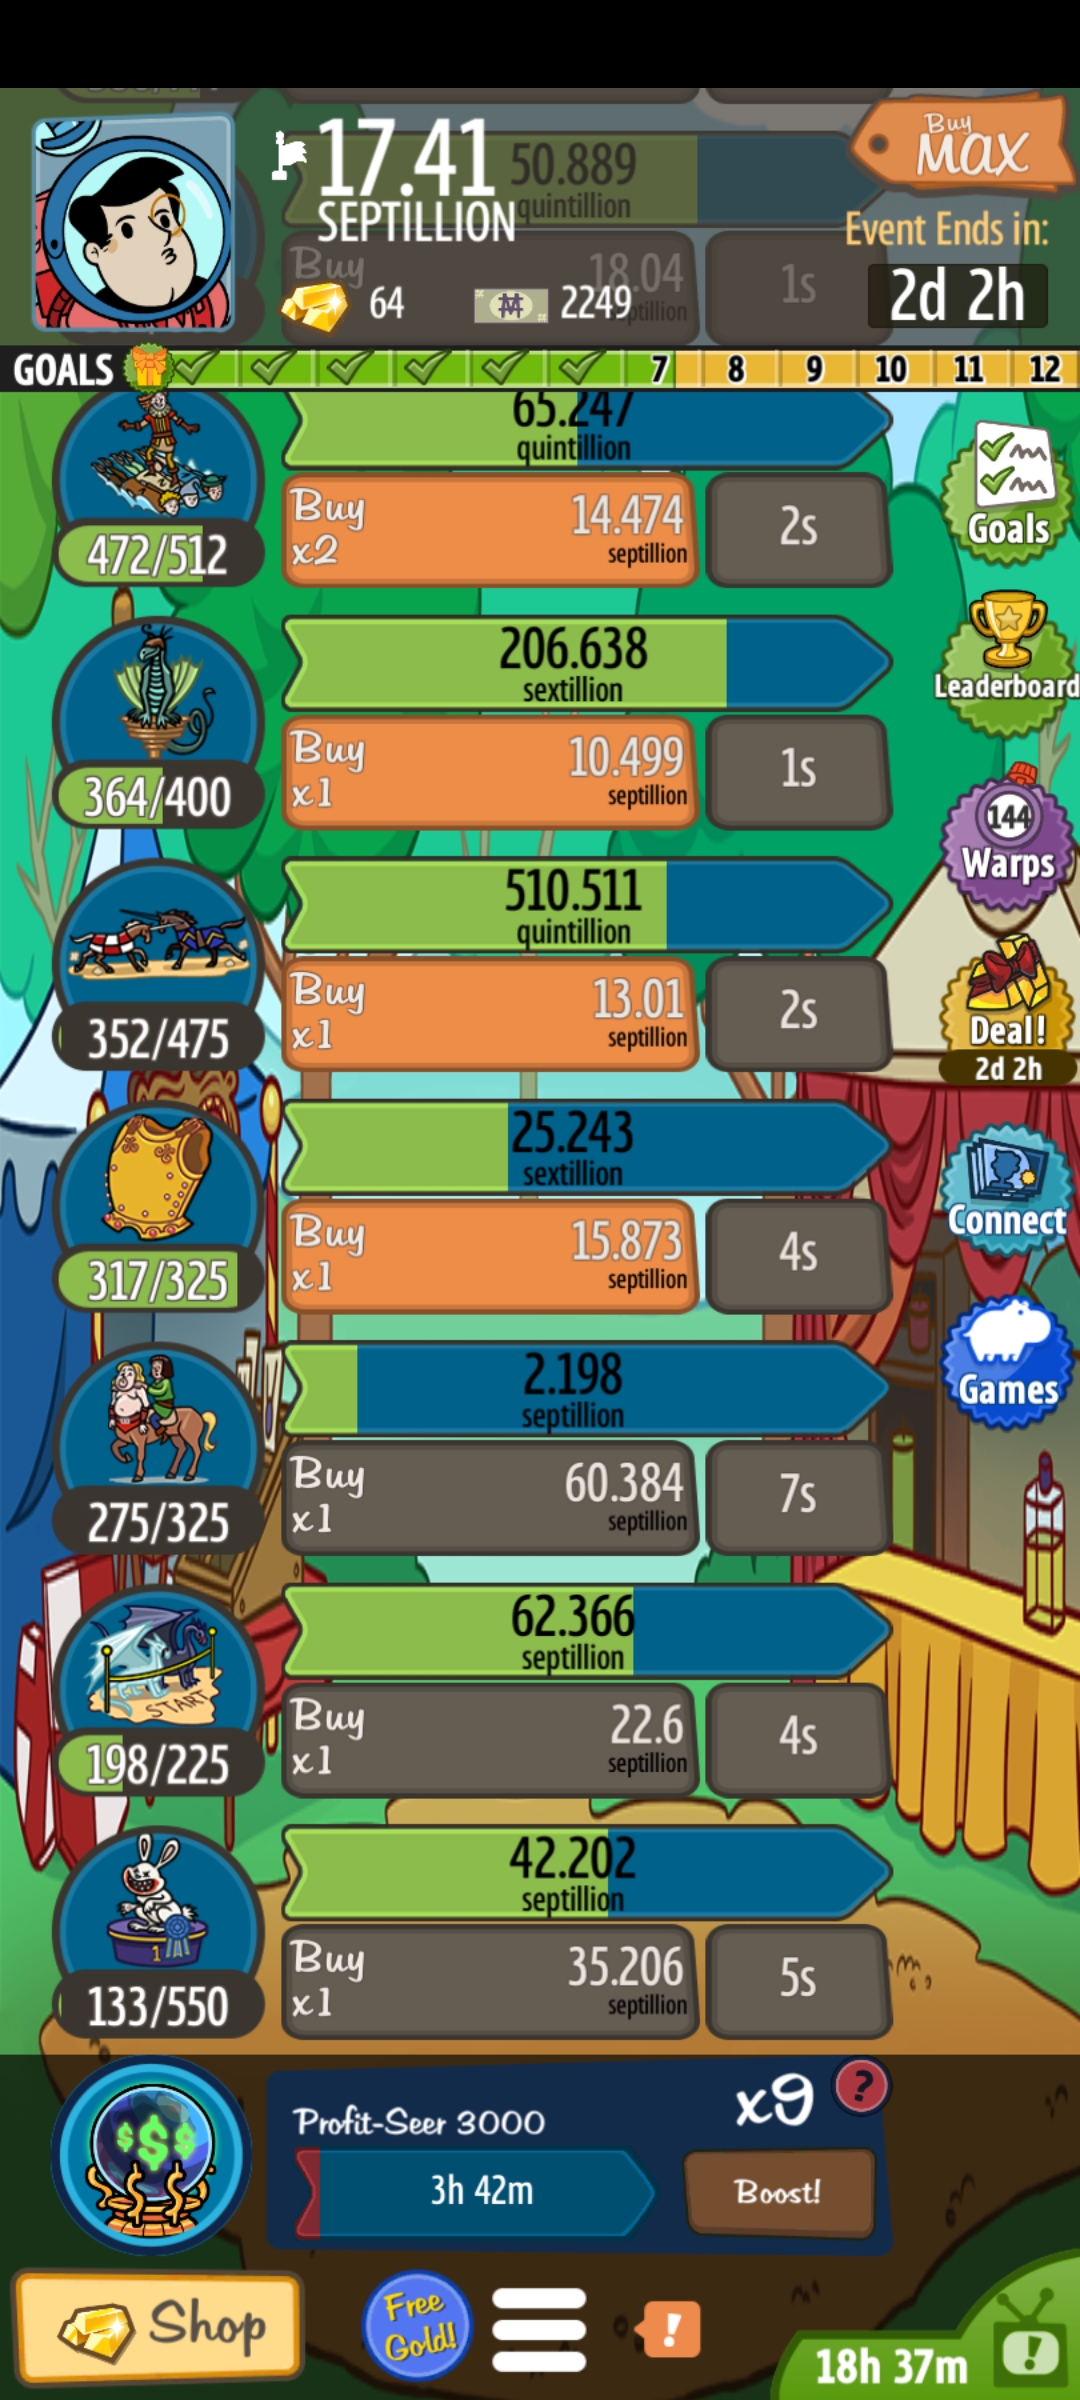 17.41
SEPTILLION
50.889
quintillion
Buy
18.04
1s
64
2249
Buy
MAX
Event Ends in:
2d 2h
GOALS
7 8 9 10 11 12
65.247
quintillion
472/512
Buy
x2
14.474
septillion
2s
Goals
206.638
sextillion
364/400
Buy
x1
10.499
septillion
1s
Leaderboard
144
Warps
510.511
quintillion
352/475
Buy
x1
13.01
septillion
2s
Deal!
2d 2h
25.243
sextillion
317/325
Buy
x1
15.873
septillion
4s
Connect
2.198
septillion
275/325
Buy
x1
60.384
septillion
7s
Games
62.366
septillion
START
198/225
Buy
x1
22.6
septillion
4s
42.202
septillion
1
133/550
Buy
x1
35.206
septillion
5s
$$$
Profit-Seer 3000
x9
?
3h 42m
Boost!
Shop
Free
Gold!
!
18h 37m
!